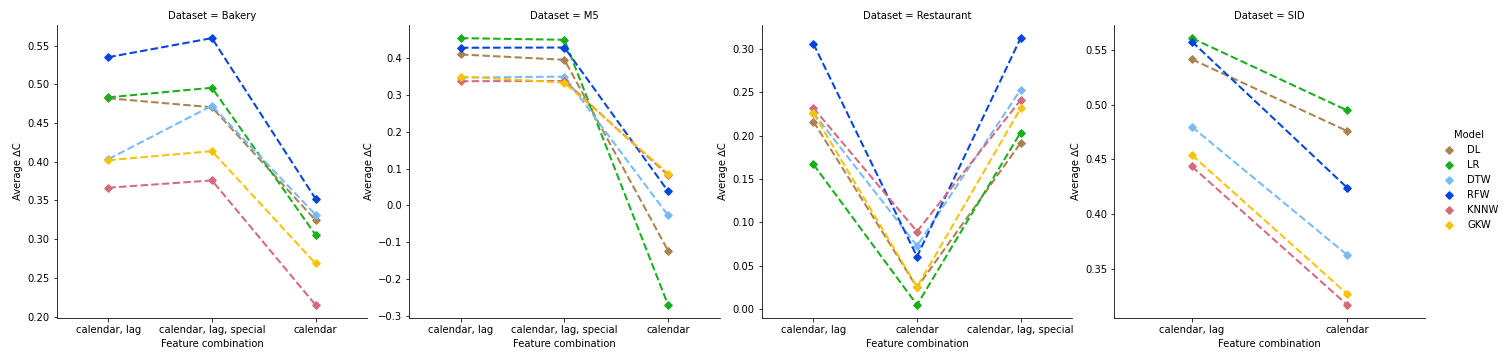 Dataset = Bakery
Average ΔC
0.55
0.50
0.45
0.40
0.35
0.30
0.25
0.20
calendar, lag
calendar, lag, special
calendar
Feature combination
Dataset = M5
Average ΔC
0.4
0.3
0.2
0.1
0.0
−0.1
−0.2
−0.3
calendar, lag
calendar, lag, special
calendar
Feature combination
Dataset = Restaurant
Average ΔC
0.30
0.25
0.20
0.15
0.10
0.05
0.00
calendar, lag
calendar
calendar, lag, special
Feature combination
Dataset = SID
Average ΔC
0.55
0.50
0.45
0.40
0.35
calendar, lag
calendar
Feature combination
Model
DL
LR
DTW
RFW
KNNW
GKW